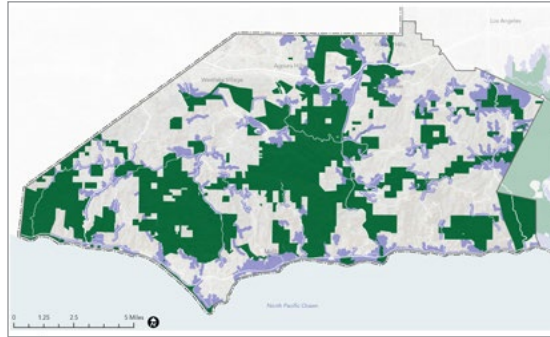 Los Angeles
Agoura Hills
Westlake Village
North Pacific Ocean
0 1.25 2.5 5 Miles